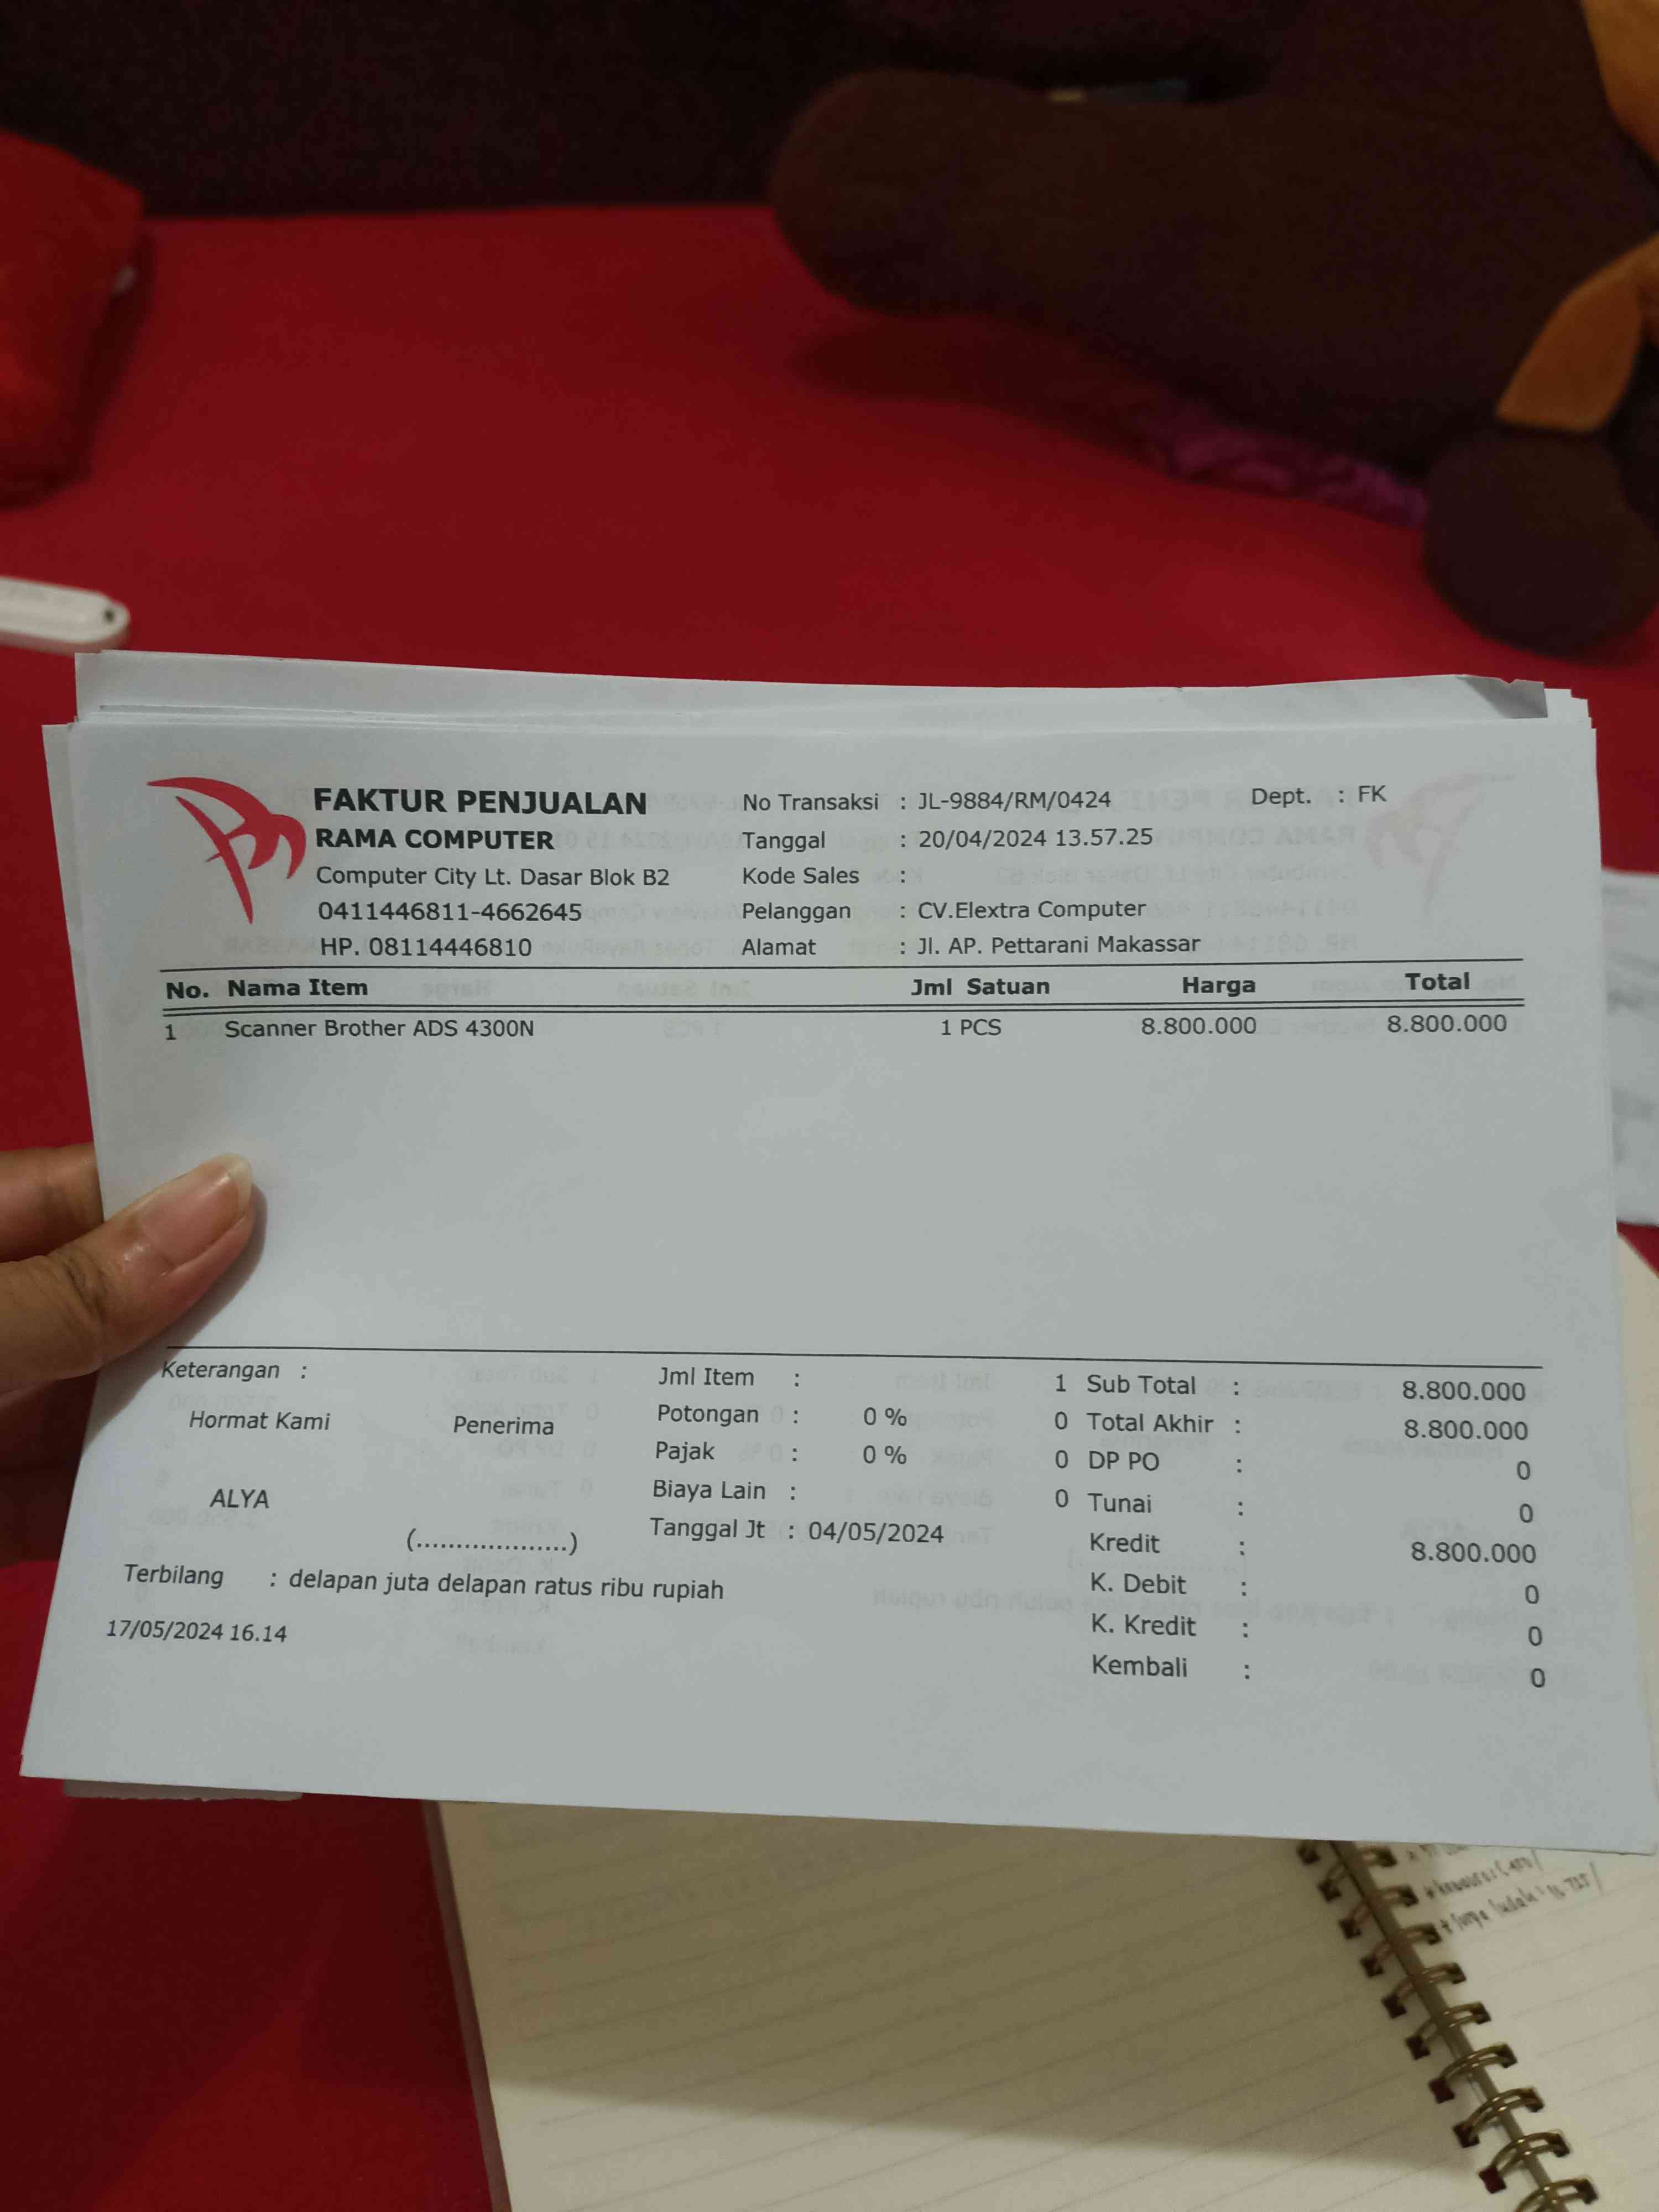 FAKTUR PENJUALAN
RAMA COMPUTER
Computer City Lt. Dasar Blok B2
0411446811-4662645
HP. 08114446810
No Transaksi : JL-9884/RM/0424
Tanggal : 20/04/2024 13.57.25
Kode Sales :
Pelanggan : CV.Elextra Computer
Alamat : Jl. AP. Pettarani Makassar
Dept. : FK
No. Nama Item Jml Satuan Harga Total
1 Scanner Brother ADS 4300N 1 PCS 8.800.000 8.800.000
Keterangan :
Hormat Kami Penerima
ALYA
(...................)
Jml Item : 1
Potongan : 0 % 0
Pajak : 0 % 0
Biaya Lain : 0
Tanggal Jt : 04/05/2024
Sub Total : 8.800.000
Total Akhir : 8.800.000
DP PO : 0
Tunai : 0
Kredit : 8.800.000
K. Debit : 0
K. Kredit : 0
Kembali : 0
Terbilang : delapan juta delapan ratus ribu rupiah
17/05/2024 16.14